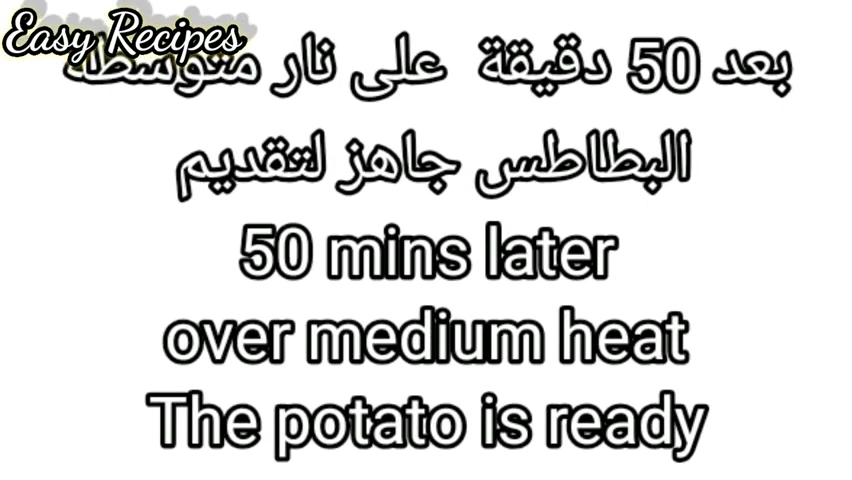 Easy Recipes
بعد 50 دقيقة على نار متوسطة
البطاطس جاهز لتقديم
50 mins later
over medium heat
The potato is ready